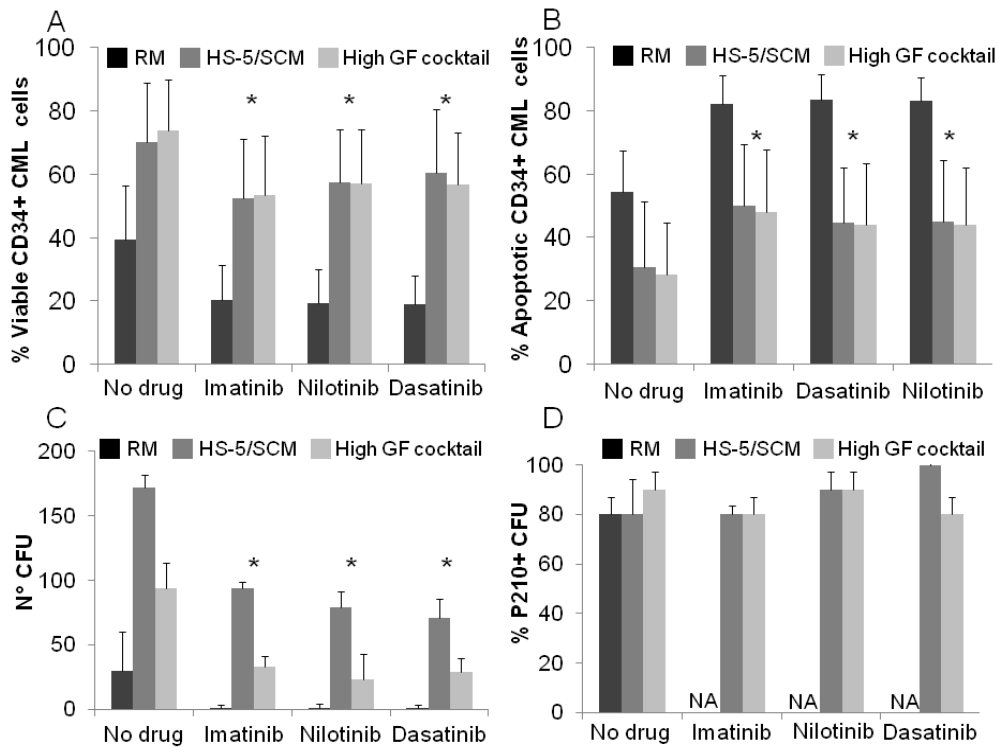 A
100
80
60
40
20
0
% Viable CD34+ CML cells
RM HS-5/SCM High GF cocktail
* * *
No drug Imatinib Nilotinib Dasatinib
B
100
80
60
40
20
0
% Apoptotic CD34+ CML cells
RM HS-5/SCM High GF cocktail
* * *
No drug Imatinib Dasatinib Nilotinib
C
200
150
100
50
0
N° CFU
RM HS-5/SCM High GF cocktail
* * *
No drug Imatinib Nilotinib Dasatinib
D
100
80
60
40
20
0
% P210+ CFU
RM HS-5/SCM High GF cocktail
NA NA NA
No drug Imatinib Nilotinib Dasatinib